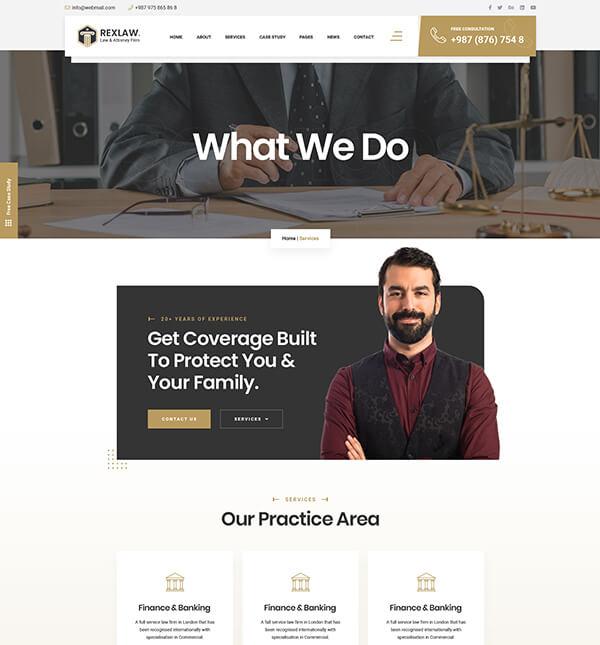 info@webmail.com
+987 975 865 86 8
REXLAW.
Law & Attorney Firm
HOME
ABOUT
SERVICES
CASE STUDY
PAGES
NEWS
CONTACT
FREE CONSULTATION
+987 (876) 754 8
What We Do
Free Case Study
Home | Services
20+ YEARS OF EXPERIENCE
Get Coverage Built
To Protect You &
Your Family.
CONTACT US
SERVICES
SERVICES
Our Practice Area
Finance & Banking
A full service law firm in London that has
been recognised internationally with
specialisation in Commercial.
Finance & Banking
A full service law firm in London that has
been recognised internationally with
specialisation in Commercial.
Finance & Banking
A full service law firm in London that has
been recognised internationally with
specialisation in Commercial.